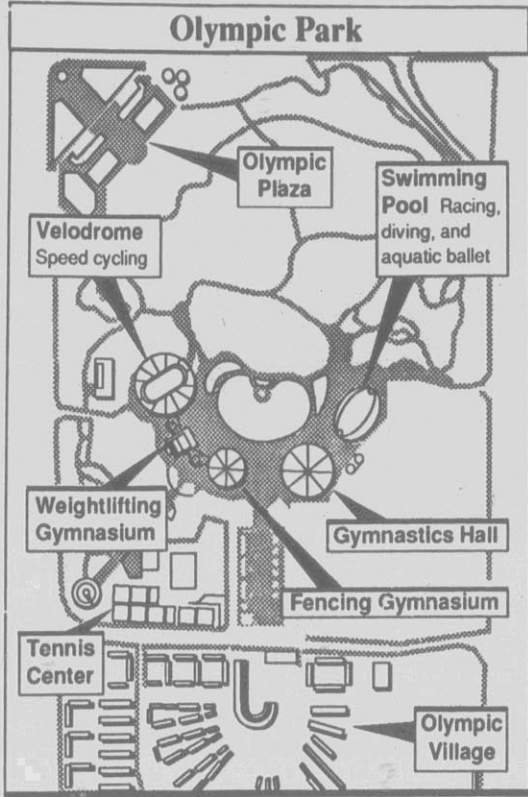 Olympic Park
Olympic
Plaza
Swimming
Pool Racing,
diving, and
aquatic ballet
Velodrome
Speed cycling
Weightlifting
Gymnasium
Gymnastics Hall
Fencing Gymnasium
Tennis
Center
Olympic
Village